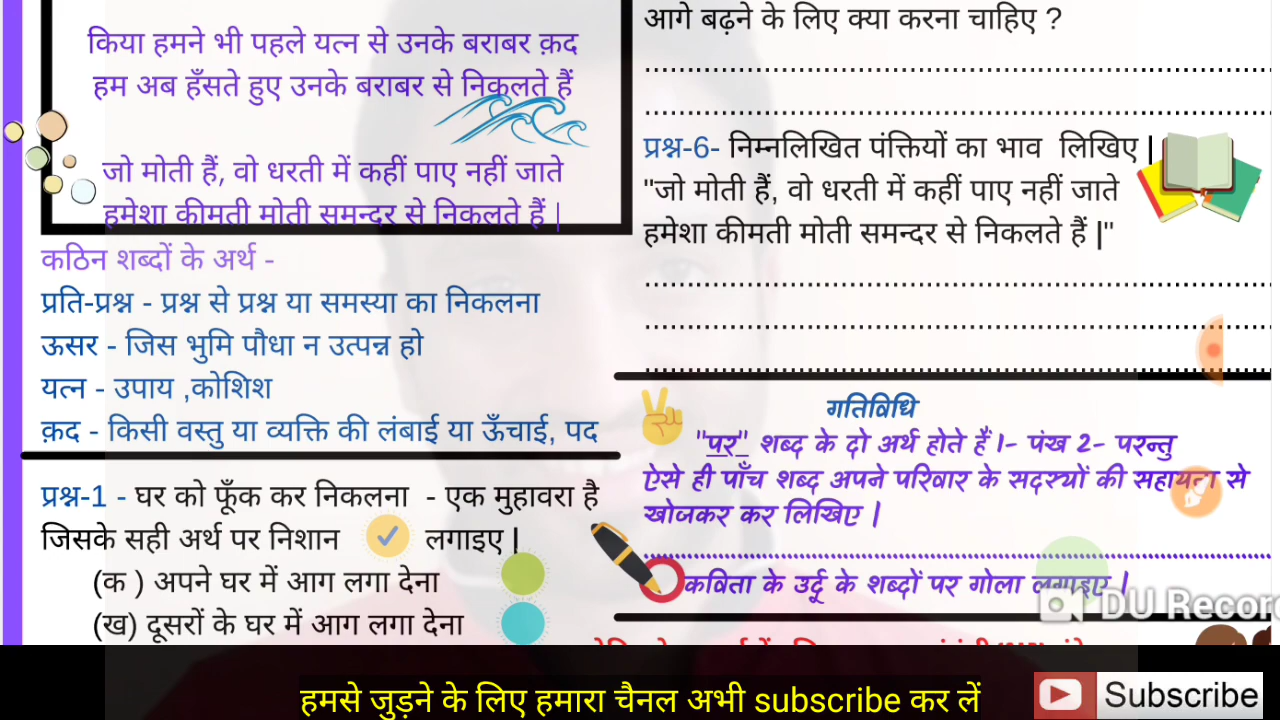 किया हमने भी पहले यत्न से उनके बराबर क़द
हम अब हँसते हुए उनके बराबर से निकलते हैं
जो मोती हैं, वो धरती में कहीं पाए नहीं जाते
हमेशा कीमती मोती समन्दर से निकलते हैं |
कठिन शब्दों के अर्थ -
प्रति-प्रश्न - प्रश्न से प्रश्न या समस्या का निकलना
ऊसर - जिस भुमि पौधा न उत्पन्न हो
यत्न - उपाय ,कोशिश
क़द - किसी वस्तु या व्यक्ति की लंबाई या ऊँचाई, पद
प्रश्न-1 - घर को फूँक कर निकलना - एक मुहावरा है
जिसके सही अर्थ पर निशान लगाइए |
(क ) अपने घर में आग लगा देना
(ख) दूसरों के घर में आग लगा देना
आगे बढ़ने के लिए क्या करना चाहिए ?
प्रश्न-6- निम्नलिखित पंक्तियों का भाव लिखिए |
"जो मोती हैं, वो धरती में कहीं पाए नहीं जाते
हमेशा कीमती मोती समन्दर से निकलते हैं |"
गतिविधि
"पर" शब्द के दो अर्थ होते हैं 1- पंख 2- परन्तु
ऐसे ही पाँच शब्द अपने परिवार के सदस्यों की सहायता से
खोजकर कर लिखिए |
कविता के उर्दू के शब्दों पर गोला लगाइए |
DU Recor
हमसे जुड़ने के लिए हमारा चैनल अभी subscribe कर लें
Subscribe